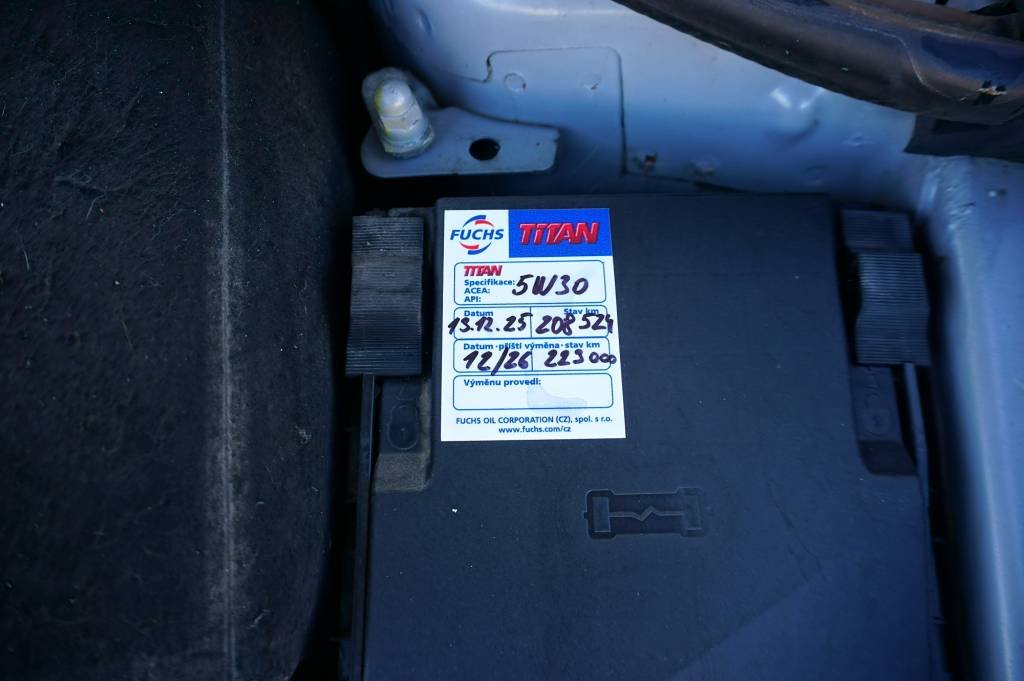 FUCHS TITAN
TITAN
Specifikace: 5W30
ACEA:
API:
Datum Stav km
13.12.25 208 524
Datum · příští výměna · stav km
12/26 223 000
Výměnu provedl:
FUCHS OIL CORPORATION (CZ), spol. s r.o.
www.fuchs.com/cz